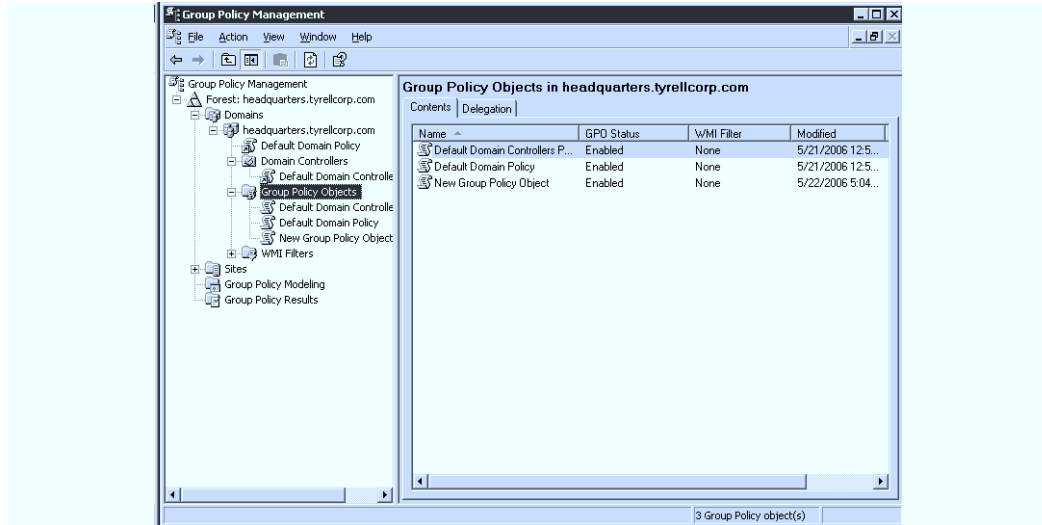 Group Policy Management
File Action View Window Help
Group Policy Management
Forest: headquarters.tyrellcorp.com
Domains
headquarters.tyrellcorp.com
Default Domain Policy
Domain Controllers
Default Domain Controlle
Group Policy Objects
Default Domain Controlle
Default Domain Policy
New Group Policy Object
WMI Filters
Sites
Group Policy Modeling
Group Policy Results
Group Policy Objects in headquarters.tyrellcorp.com
Contents Delegation
Name GPO Status WMI Filter Modified
Default Domain Controllers P... Enabled None 5/21/2006 12:5...
Default Domain Policy Enabled None 5/21/2006 12:5...
New Group Policy Object Enabled None 5/22/2006 5:04...
3 Group Policy object(s)